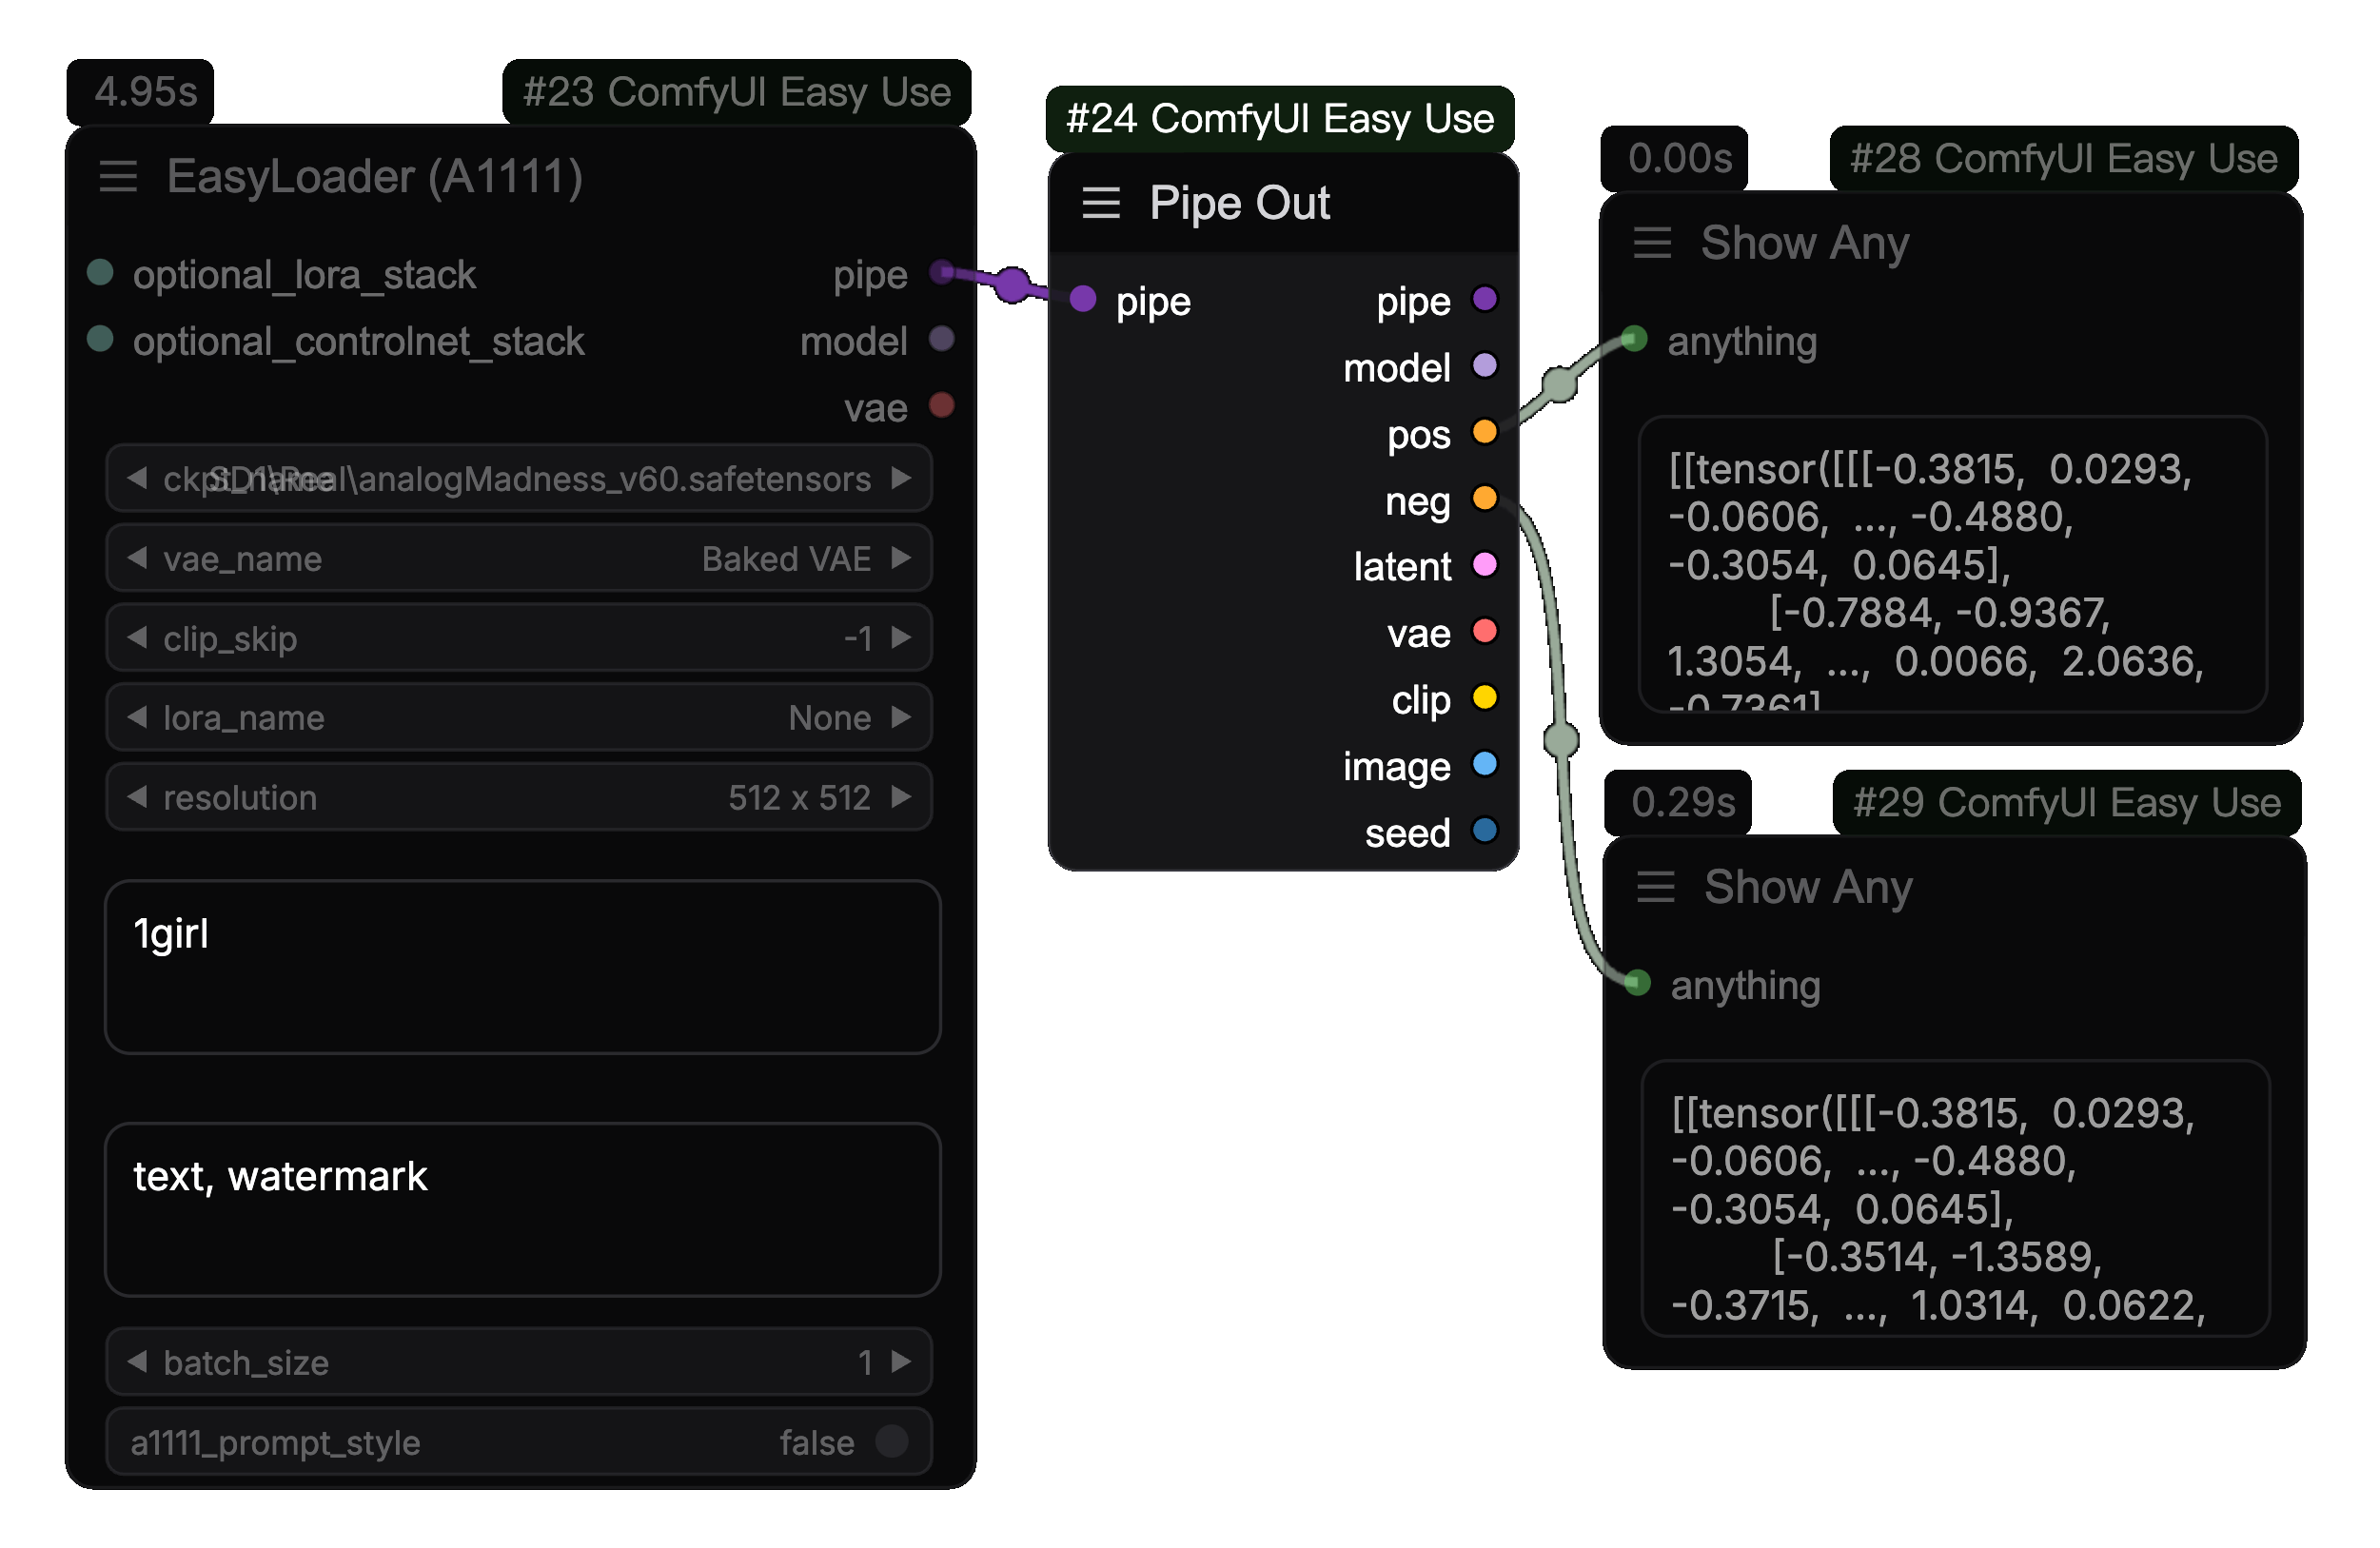 4.95s
#23 ComfyUI Easy Use
EasyLoader (A1111)
optional_lora_stack
pipe
optional_controlnet_stack
model
vae
ckpt_name SD1\Real\analogMadness_v60.safetensors
vae_name Baked VAE
clip_skip -1
lora_name None
resolution 512 x 512
1girl
text, watermark
batch_size 1
a1111_prompt_style false
#24 ComfyUI Easy Use
Pipe Out
pipe
pipe
model
pos
neg
latent
vae
clip
image
seed
0.00s
#28 ComfyUI Easy Use
Show Any
anything
[[tensor([[[-0.3815, 0.0293,
-0.0606, ..., -0.4880,
-0.3054, 0.0645],
[-0.7884, -0.9367,
1.3054, ..., 0.0066, 2.0636,
-0.7361]
0.29s
#29 ComfyUI Easy Use
Show Any
anything
[[tensor([[[-0.3815, 0.0293,
-0.0606, ..., -0.4880,
-0.3054, 0.0645],
[-0.3514, -1.3589,
-0.3715, ..., 1.0314, 0.0622,